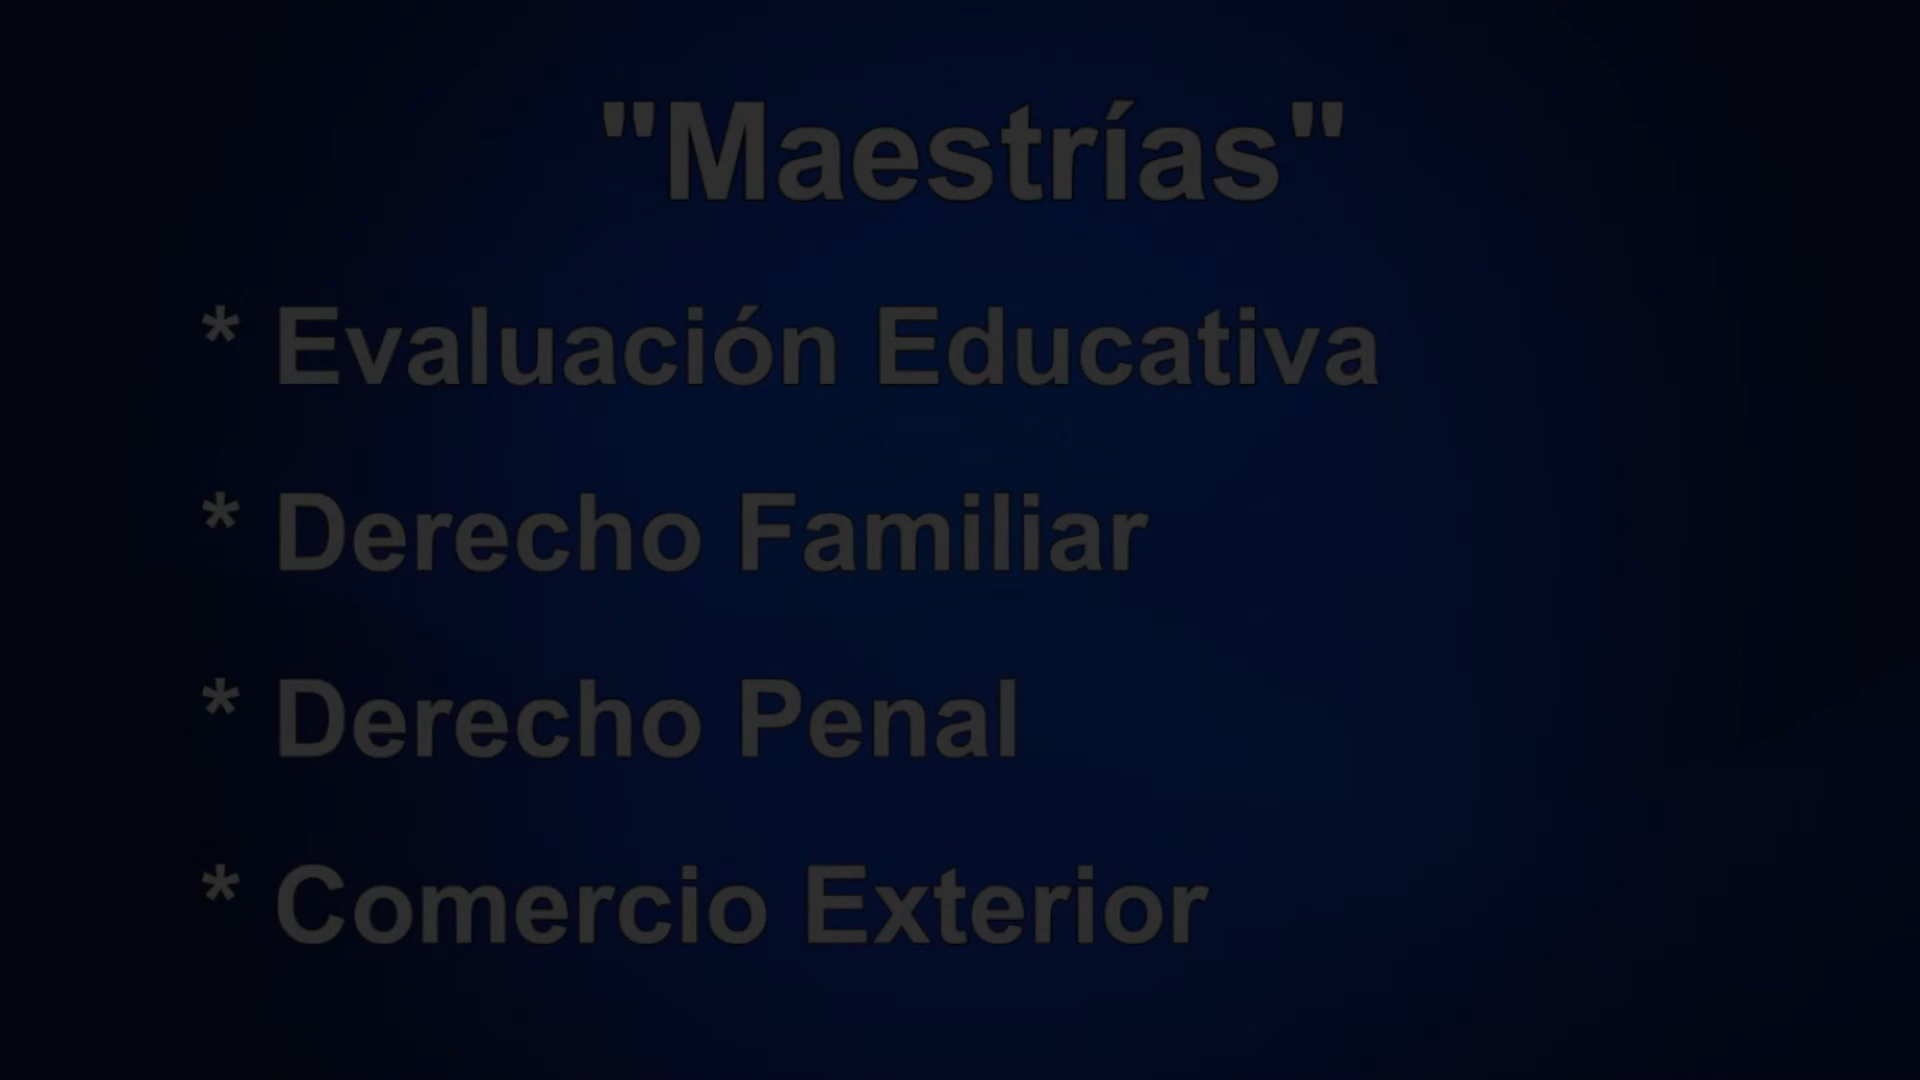 "Maestrías"
* Evaluación Educativa
* Derecho Familiar
* Derecho Penal
* Comercio Exterior